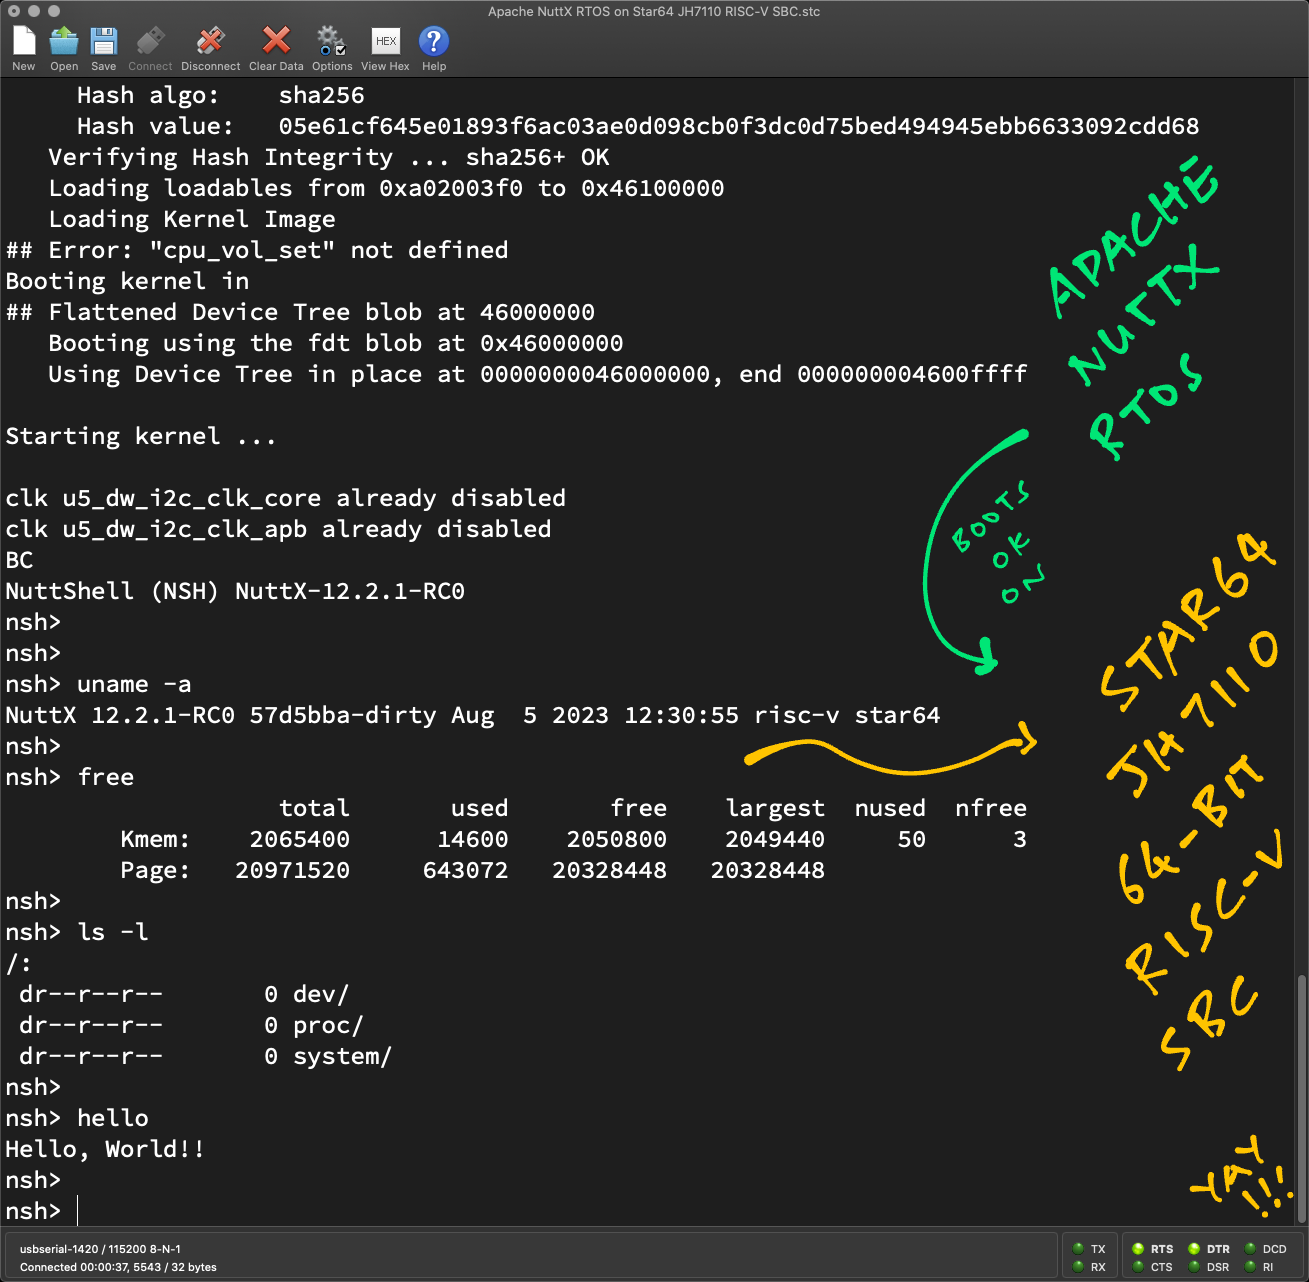 Apache NuttX RTOS on Star64 JH7110 RISC-V SBC.stc
New Open Save Connect Disconnect Clear Data Options HEX View Hex ? Help
Hash algo: sha256
Hash value: 05e61cf645e01893f6ac03ae0d098cb0f3dc0d75bed494945ebb6633092cdd68
Verifying Hash Integrity ... sha256+ OK
Loading loadables from 0xa02003f0 to 0x46100000
Loading Kernel Image
## Error: "cpu_vol_set" not defined
Booting kernel in
## Flattened Device Tree blob at 46000000
Booting using the fdt blob at 0x46000000
Using Device Tree in place at 0000000046000000, end 000000004600ffff
Starting kernel ...
clk u5_dw_i2c_clk_core already disabled
clk u5_dw_i2c_clk_apb already disabled
BC
NuttShell (NSH) NuttX-12.2.1-RC0
nsh>
nsh>
nsh> uname -a
NuttX 12.2.1-RC0 57d5bba-dirty Aug  5 2023 12:30:55 risc-v star64
nsh>
nsh> free
total used free largest nused nfree
Kmem: 2065400 14600 2050800 2049440 50 3
Page: 20971520 643072 20328448 20328448
nsh>
nsh> ls -l
/:
dr--r--r-- 0 dev/
dr--r--r-- 0 proc/
dr--r--r-- 0 system/
nsh>
nsh> hello
Hello, World!!
nsh>
nsh>
APACHE
NUTTX
RTOS
BOOTS
OK
ON
STAR64
JH7110
64-BIT
RISC-V
SBC
YAY
!!!
usbserial-1420 / 115200 8-N-1
Connected 00:00:37, 5543 / 32 bytes
TX RTS DTR DCD
RX CTS DSR RI